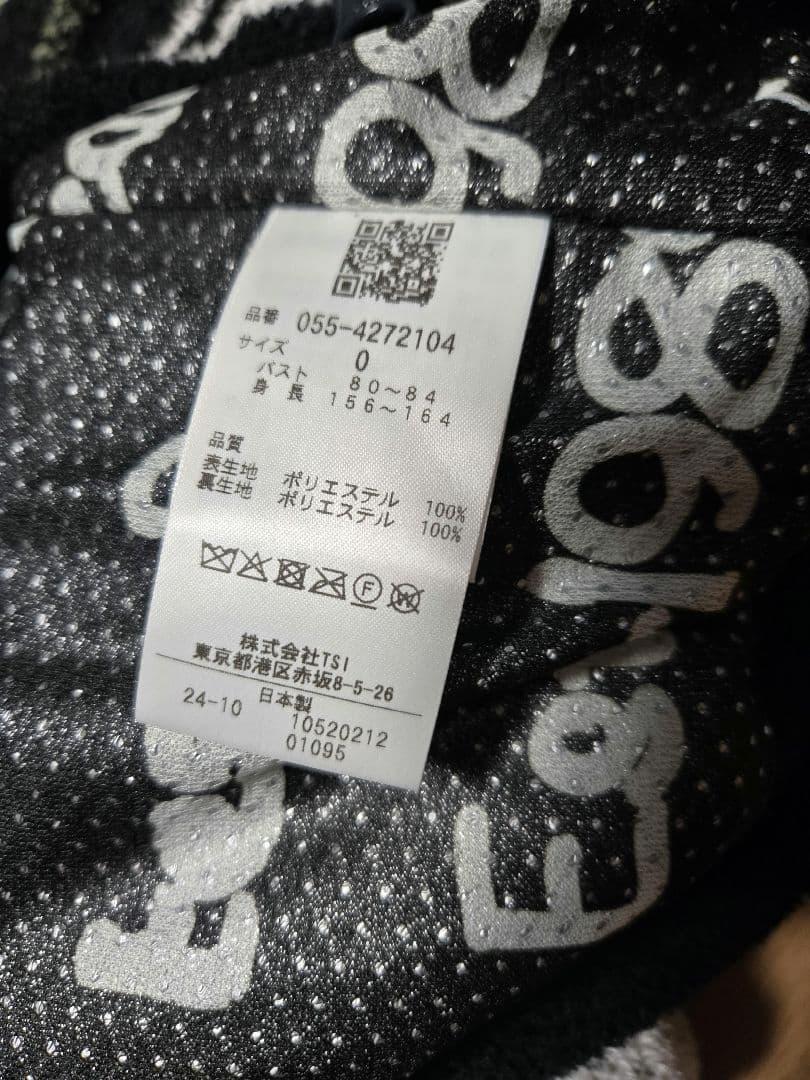 品番 055-4272104
サイズ 0
バスト 80～84
身長 156～164
品質
表生地 ポリエステル 100%
裏生地 ポリエステル 100%
F
W
株式会社TSI
東京都港区赤坂8-5-26
日本製
24-10 10520212
01095